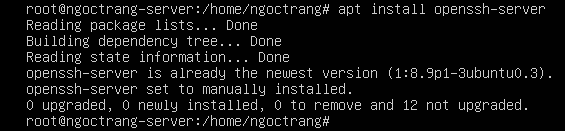 root@ngoctrang-server:/home/ngoctrang# apt install openssh-server
Reading package lists... Done
Building dependency tree... Done
Reading state information... Done
openssh-server is already the newest version (1:8.9p1-3ubuntu0.3).
openssh-server set to manually installed.
0 upgraded, 0 newly installed, 0 to remove and 12 not upgraded.
root@ngoctrang-server:/home/ngoctrang#